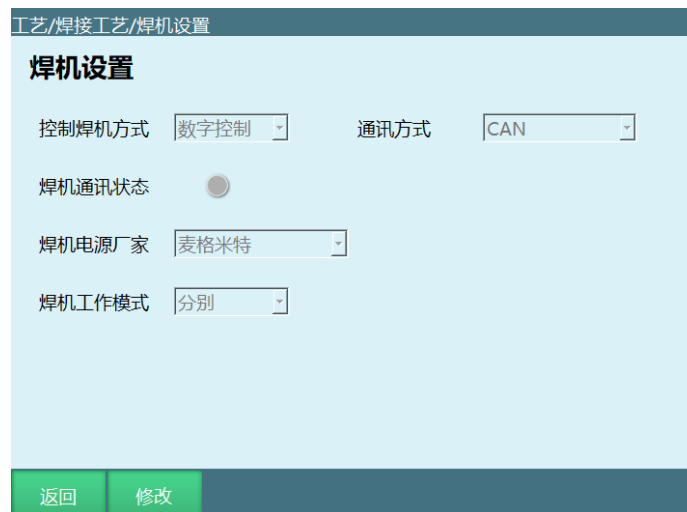 工艺/焊接工艺/焊机设置
焊机设置
控制焊机方式 数字控制 通讯方式 CAN
焊机通讯状态
焊机电源厂家 麦格米特
焊机工作模式 分别
返回 修改